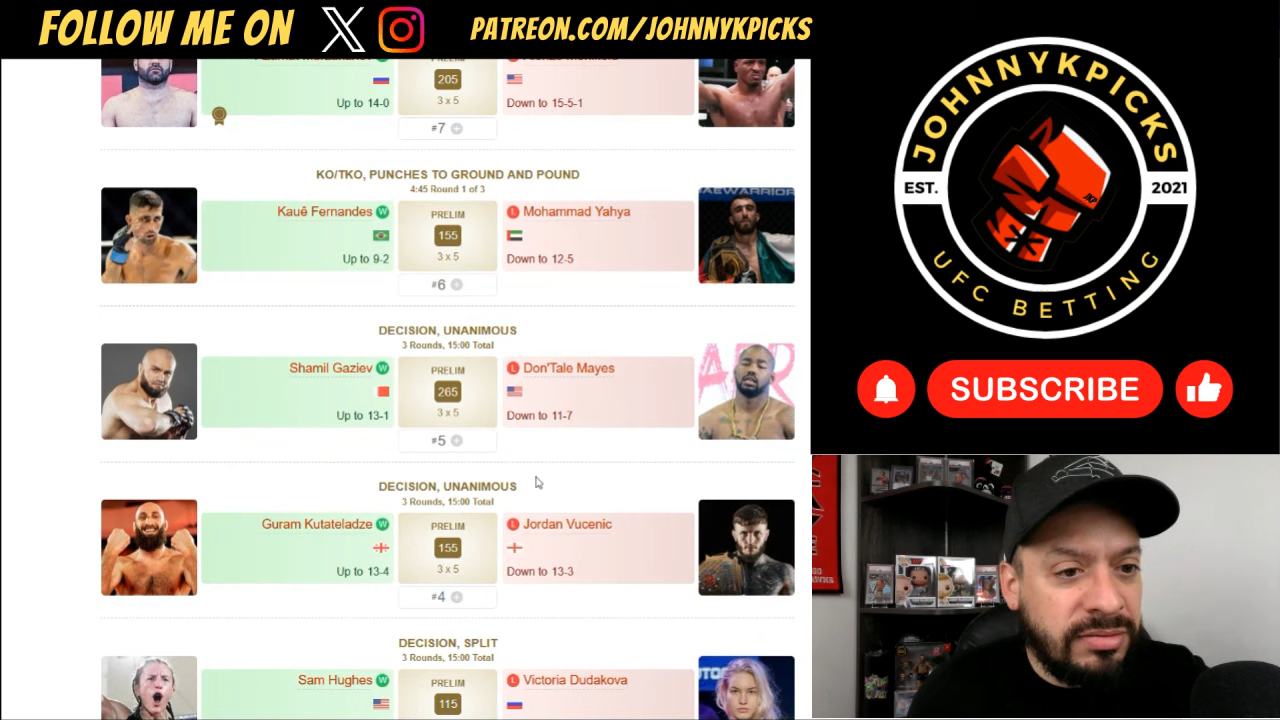 FOLLOW ME ON
PATREON.COM/JOHNNYKPICKS
PRELIM
205
3 x 5
Up to 14-0
Down to 15-5-1
#7
KO/TKO, PUNCHES TO GROUND AND POUND
4:45 Round 1 of 3
Kauê Fernandes W
PRELIM
L Mohammad Yahya
155
Up to 9-2
3 x 5
Down to 12-5
#6
DECISION, UNANIMOUS
3 Rounds, 15:00 Total
Shamil Gaziev W
PRELIM
L Don'Tale Mayes
265
Up to 13-1
3 x 5
Down to 11-7
#5
DECISION, UNANIMOUS
3 Rounds, 15:00 Total
Guram Kutateladze W
PRELIM
L Jordan Vucenic
155
Up to 13-4
3 x 5
Down to 13-3
#4
DECISION, SPLIT
3 Rounds, 15:00 Total
Sam Hughes W
PRELIM
L Victoria Dudakova
115
JOHNNYKPICKS
EST.
2021
JKP
UFC BETTING
SUBSCRIBE